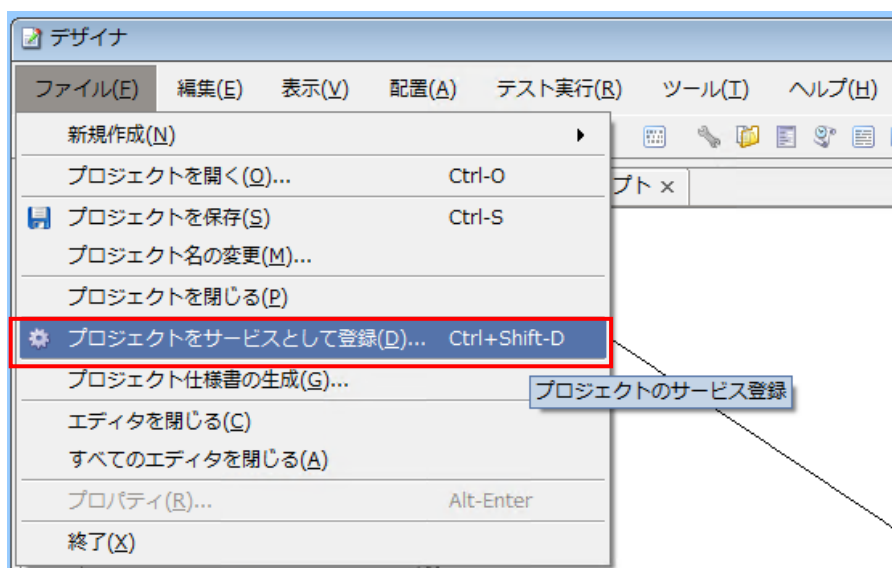 デザイナ
ファイル(F) 編集(E) 表示(V) 配置(A) テスト実行(R) ツール(T) ヘルプ(H)
新規作成(N)
プロジェクトを開く(O)... Ctrl-O
プト ×
プロジェクトを保存(S) Ctrl-S
プロジェクト名の変更(M)...
プロジェクトを閉じる(P)
プロジェクトをサービスとして登録(D)... Ctrl+Shift-D
プロジェクト仕様書の生成(G)...
プロジェクトのサービス登録
エディタを閉じる(C)
すべてのエディタを閉じる(A)
プロパティ(R)... Alt-Enter
終了(X)